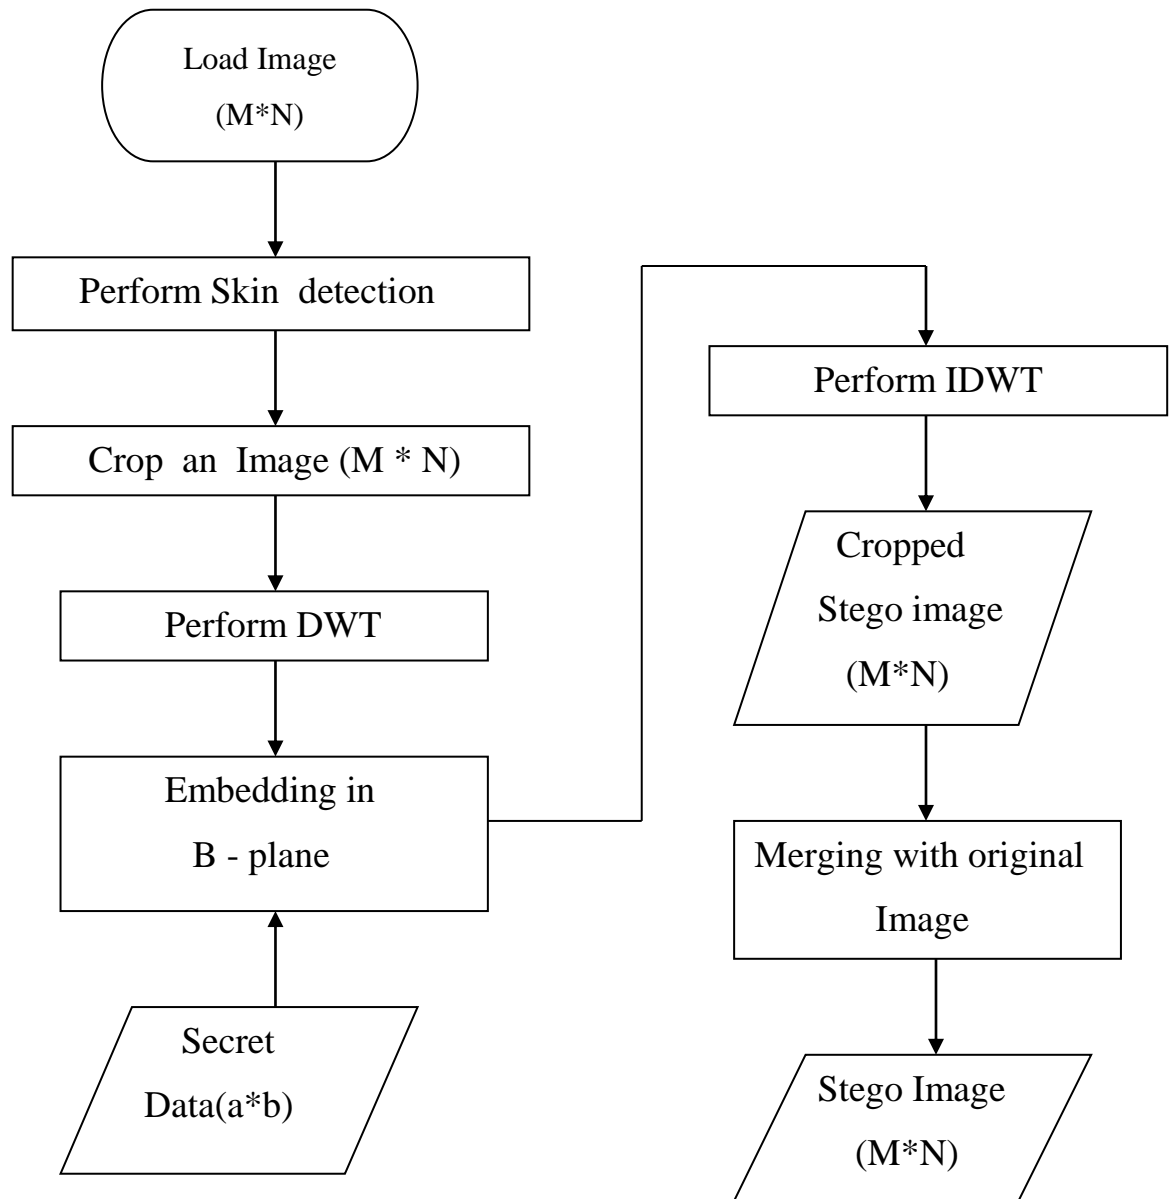 Load Image
(M*N)
Perform Skin detection
Crop an Image (M * N)
Perform DWT
Embedding in
B - plane
Secret
Data(a*b)
Perform IDWT
Cropped
Stego image
(M*N)
Merging with original
Image
Stego Image
(M*N)